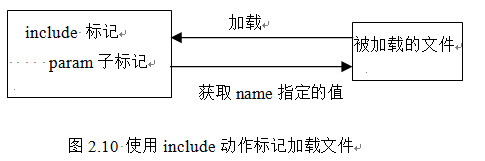 include 标记
param 子标记
加载
被加载的文件
获取 name 指定的值
图 2.10 使用 include 动作标记加载文件